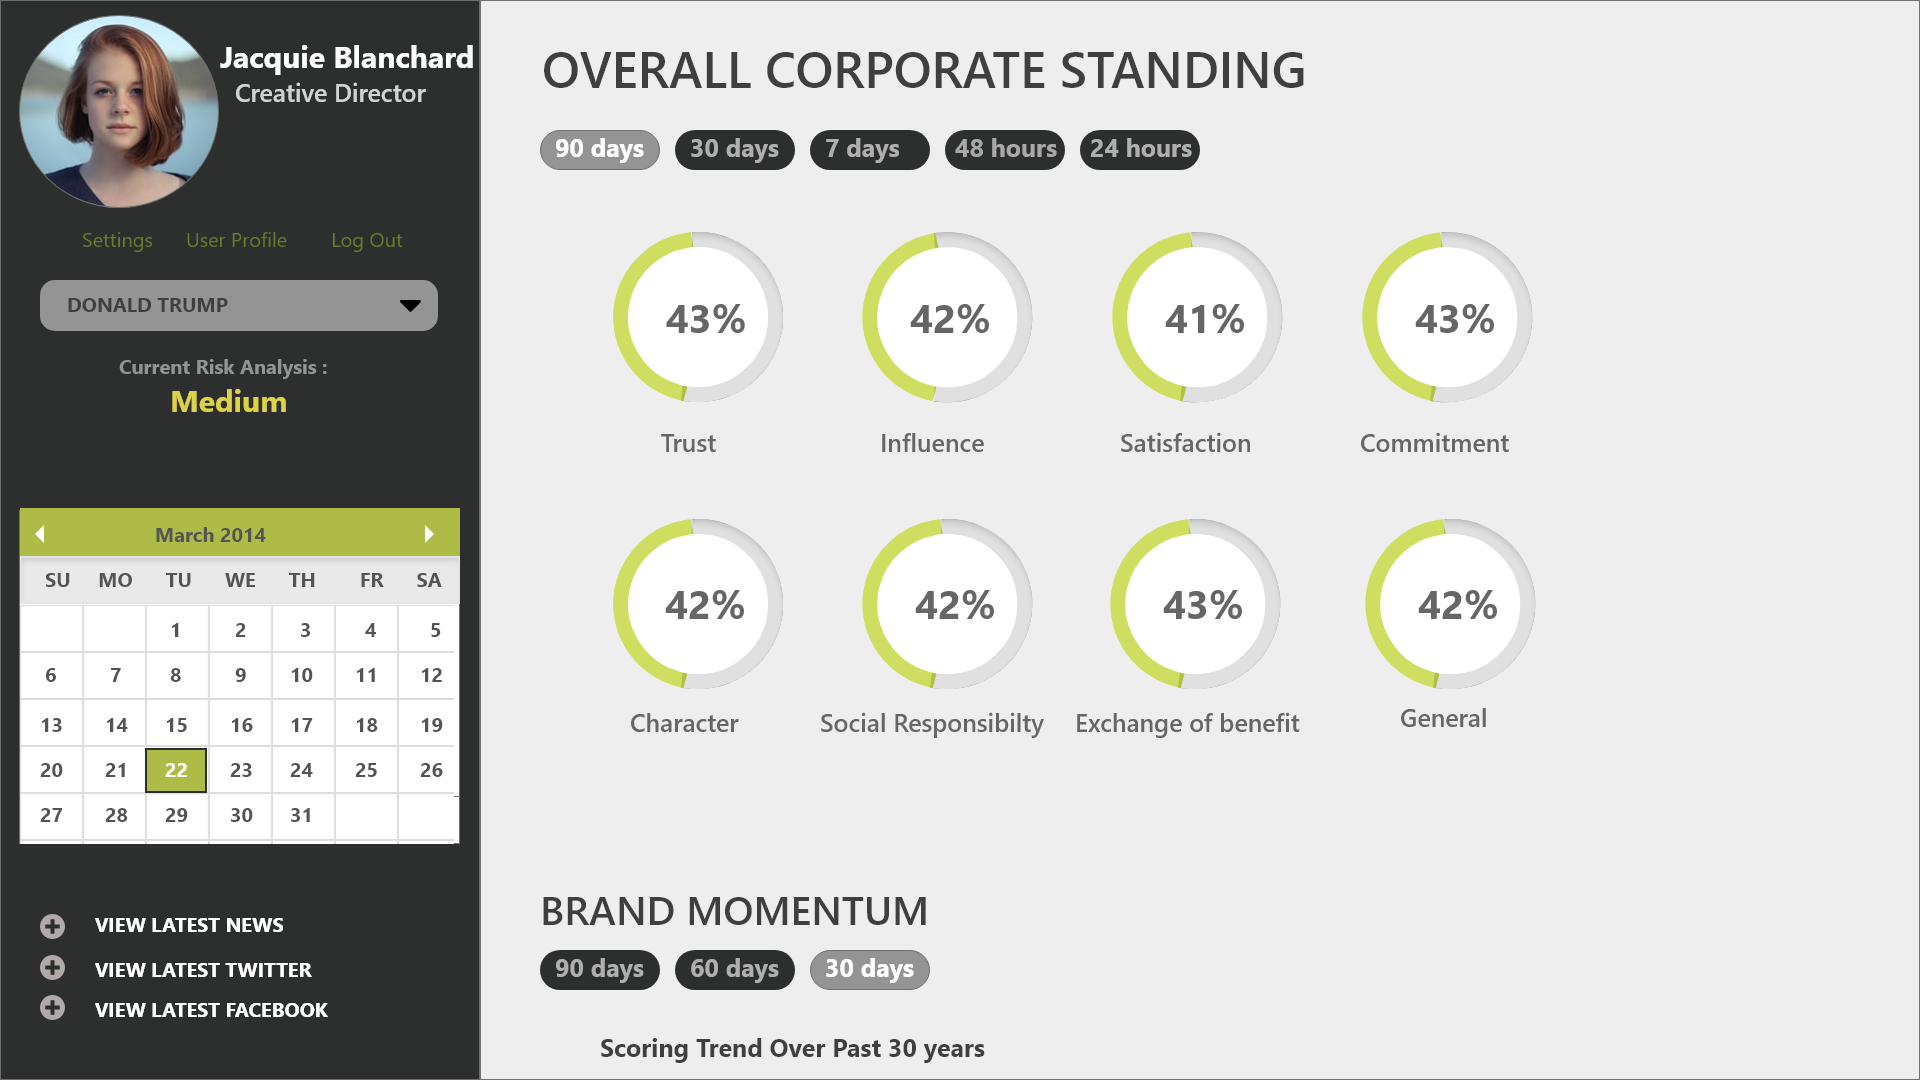 Jacquie Blanchard
Creative Director
Settings User Profile Log Out
DONALD TRUMP
Current Risk Analysis :
Medium
March 2014
SU MO TU WE TH FR SA
1 2 3 4 5
6 7 8 9 10 11 12
13 14 15 16 17 18 19
20 21 22 23 24 25 26
27 28 29 30 31
VIEW LATEST NEWS
VIEW LATEST TWITTER
VIEW LATEST FACEBOOK
OVERALL CORPORATE STANDING
90 days 30 days 7 days 48 hours 24 hours
43% 42% 41% 43%
Trust Influence Satisfaction Commitment
42% 42% 43% 42%
Character Social Responsibilty Exchange of benefit General
BRAND MOMENTUM
90 days 60 days 30 days
Scoring Trend Over Past 30 years